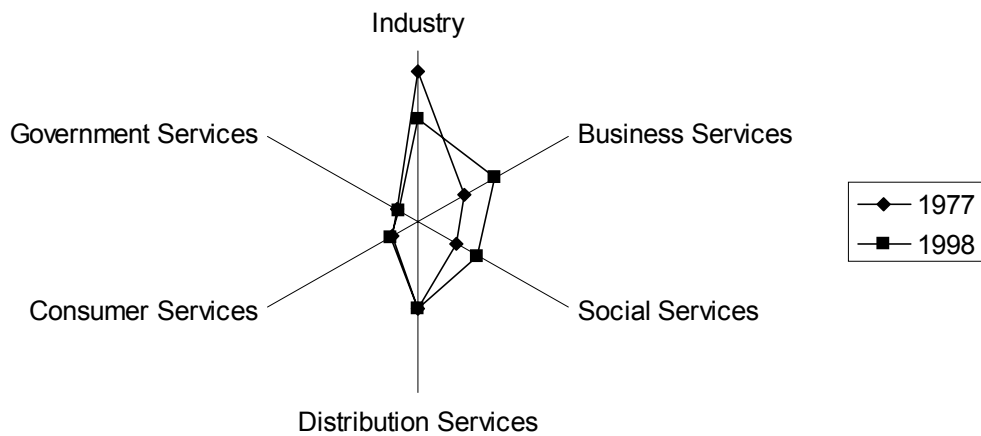 Industry
Government Services
Business Services
1977
1998
Consumer Services
Social Services
Distribution Services